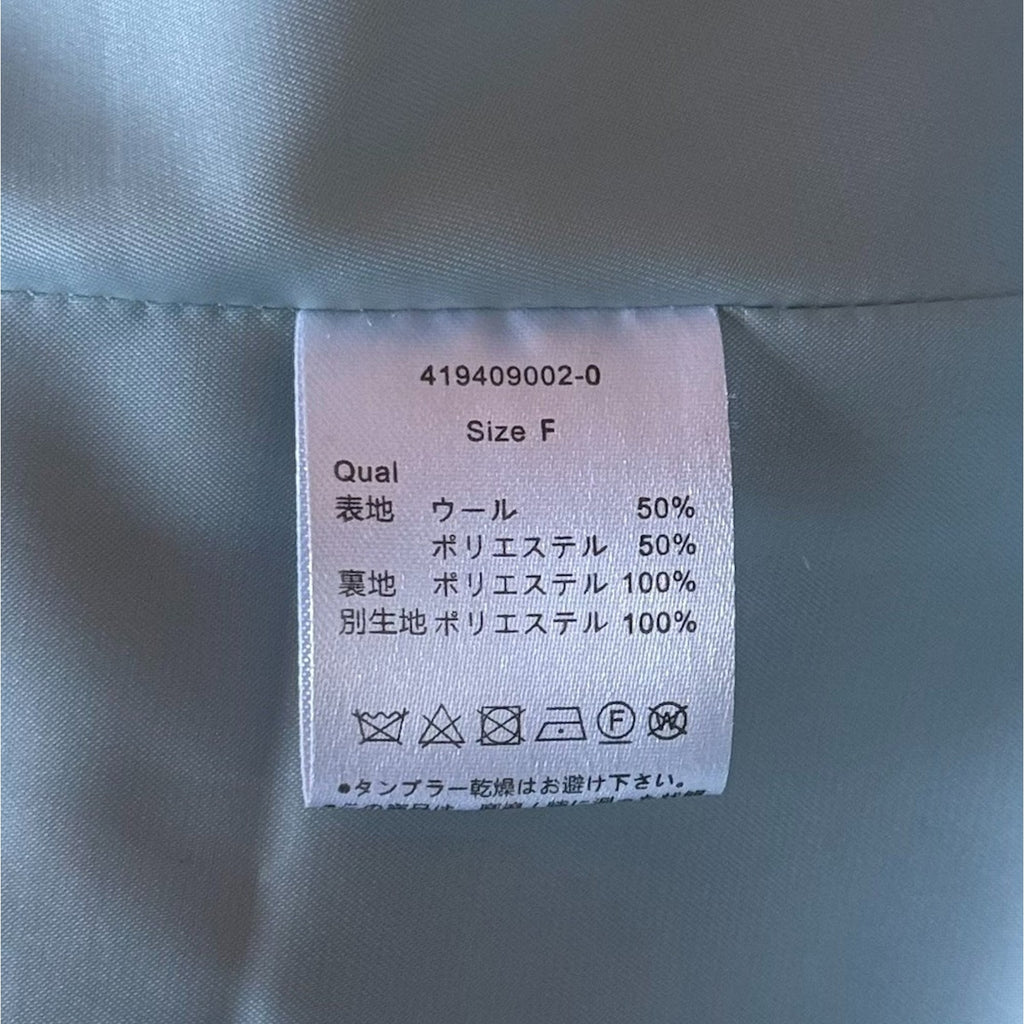 419409002-0
Size F
Qual
表地 ウール 50%
ポリエステル 50%
裏地 ポリエステル 100%
別生地 ポリエステル 100%
F W
●タンブラー乾燥はお避け下さい。